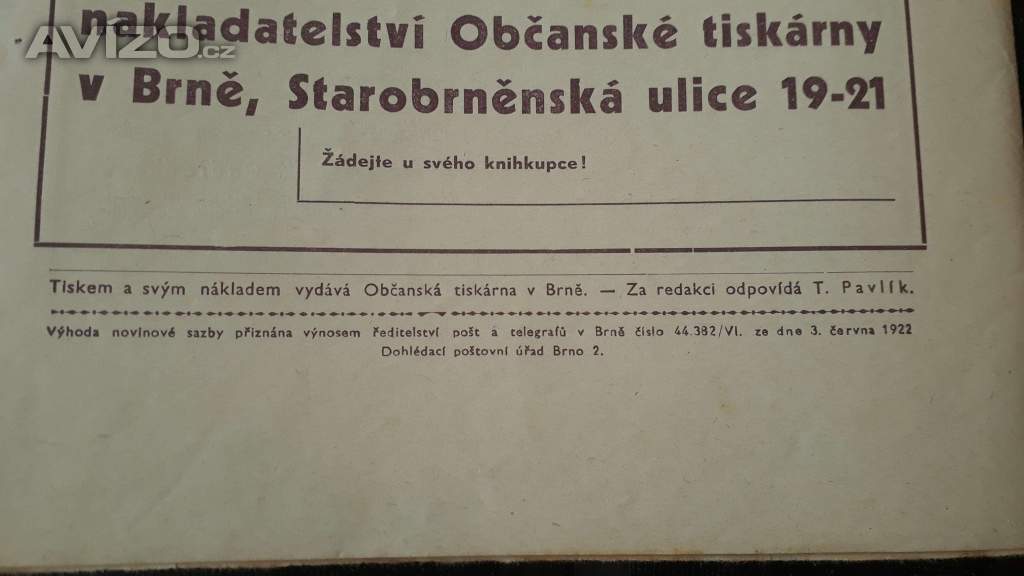 AVIZO.cz
nakladatelství Občanské tiskárny
v Brně, Starobrněnská ulice 19-21
Žádejte u svého knihkupce!
Tiskem a svým nákladem vydává Občanská tiskárna v Brně. — Za redakci odpovídá T. Pavlík.
Výhoda novinové sazby přiznána výnosem ředitelství pošt a telegrafů v Brně číslo 44.382/VI. ze dne 3. června 1922
Dohlédací poštovní úřad Brno 2.